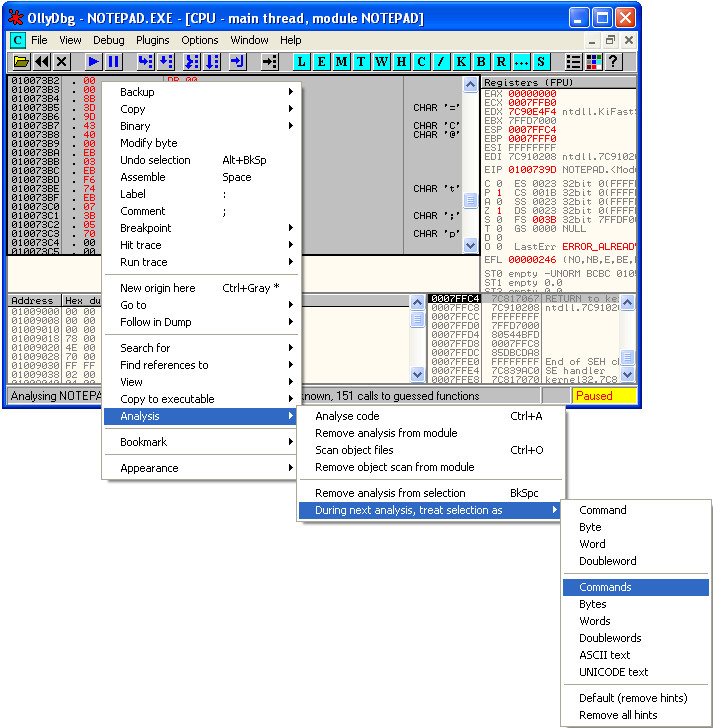 OllyDbg - NOTEPAD.EXE - [CPU - main thread, module NOTEPAD]
C File View Debug Plugins Options Window Help
L E M T W H C / K B R ... S ?
010073B2 . 00 DB 00
010073B3 . 00
010073B4 . 8B
010073B5 . 3D CHAR '='
010073B6 . 9D
010073B7 . 43 CHAR 'C'
010073B8 . 40 CHAR '@'
010073B9 . 00
010073BA . EB
010073BB . 03
010073BC . EB
010073BD . F6
010073BE . 74 CHAR 't'
010073BF . EB
010073C0 . 07
010073C1 . 3B CHAR ';'
010073C2 . 05
010073C3 . 70 CHAR 'p'
010073C4 . 00
010073C5 . 00
Registers (FPU)
EAX 00000000
ECX 0007FFB0
EDX 7C90E4F4 ntdll.KiFastS
EBX 7FFD7000
ESP 0007FFC4
EBP 0007FFF0
ESI FFFFFFFF
EDI 7C910208 ntdll.7C91020
EIP 0100739D NOTEPAD.<Mod
C 0 ES 0023 32bit 0(FFFFF
P 1 CS 001B 32bit 0(FFFFF
A 0 SS 0023 32bit 0(FFFFF
Z 1 DS 0023 32bit 0(FFFFF
S 0 FS 003B 32bit 7FFDF0
T 0 GS 0000 NULL
D 0
O 0 LastErr ERROR_ALREADY
EFL 00000246 (NO,NB,E,BE,
ST0 empty -UNORM BCBC 0105
ST1 empty 0.0
Backup
Copy
Binary
Modify byte
Undo selection Alt+BkSp
Assemble Space
Label :
Comment ;
Breakpoint
Hit trace
Run trace
New origin here Ctrl+Gray *
Go to
Follow in Dump
Search for
Find references to
View
Copy to executable
Analysis
Bookmark
Appearance
Address Hex du
01009000 00 00
01009008 00 00
01009010 00 00
01009018 78 00
01009020 4E 00
01009028 70 00
01009030 FF FF
01009038 02 00
0007FFC4 7C817067 RETURN to ke
0007FFC8 7C910208 ntdll.7C9102
0007FFCC FFFFFFFF
0007FFD0 7FFD7000
0007FFD4 80544BFD
0007FFD8 0007FFC8
0007FFDC 85DBCDA8
0007FFE0 FFFFFFFF End of SEH ch
0007FFE4 7C839AC0 SE handler
0007FFE8 7C817070 kernel32.7C8
Analysing NOTEPA
nown, 151 calls to guessed functions
Paused
Analyse code Ctrl+A
Remove analysis from module
Scan object files Ctrl+O
Remove object scan from module
Remove analysis from selection BkSpc
During next analysis, treat selection as
Command
Byte
Word
Doubleword
Commands
Bytes
Words
Doublewords
ASCII text
UNICODE text
Default (remove hints)
Remove all hints